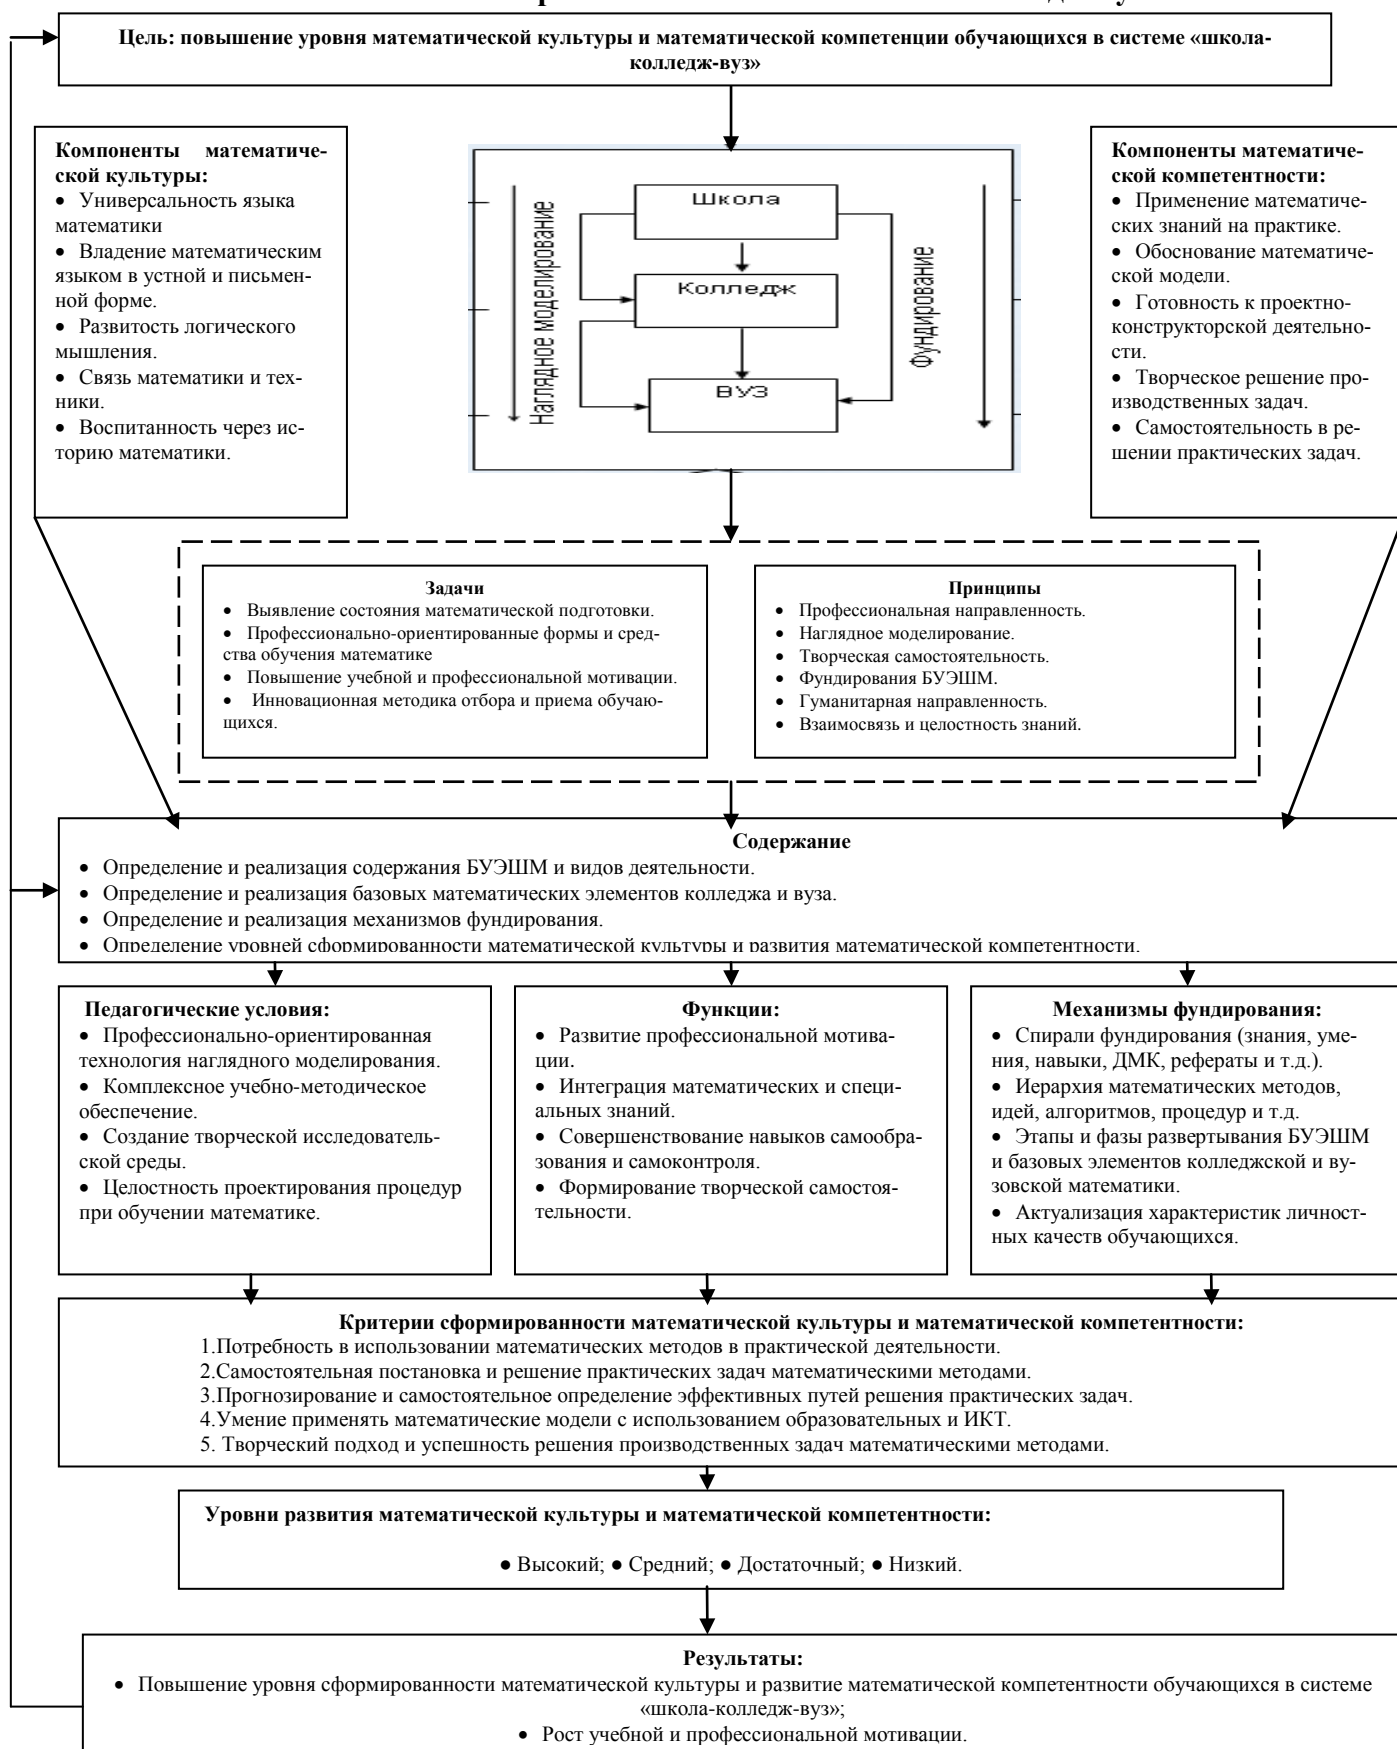 Цель: повышение уровня математической культуры и математической компетенции обучающихся в системе «школа-
колледж-вуз»
Компоненты математиче-
ской культуры:
• Универсальность языка
математики
• Владение математическим
языком в устной и письмен-
ной форме.
• Развитость логического
мышления.
• Связь математики и тех-
ники.
• Воспитанность через ис-
торию математики.
Наглядное моделирование
Школа
Колледж
ВУЗ
Фундирование
Компоненты математиче-
ской компетентности:
• Применение математиче-
ских знаний на практике.
• Обоснование математиче-
ской модели.
• Готовность к проектно-
конструкторской деятельно-
сти.
• Творческое решение про-
изводственных задач.
• Самостоятельность в ре-
шении практических задач.
Задачи
• Выявление состояния математической подготовки.
• Профессионально-ориентированные формы и сред-
ства обучения математике
• Повышение учебной и профессиональной мотивации.
• Инновационная методика отбора и приема обучаю-
щихся.
Принципы
• Профессиональная направленность.
• Наглядное моделирование.
• Творческая самостоятельность.
• Фундирования БУЭШМ.
• Гуманитарная направленность.
• Взаимосвязь и целостность знаний.
Содержание
• Определение и реализация содержания БУЭШМ и видов деятельности.
• Определение и реализация базовых математических элементов колледжа и вуза.
• Определение и реализация механизмов фундирования.
• Определение уровней сформированности математической культуры и развития математической компетентности.
Педагогические условия:
• Профессионально-ориентированная
технология наглядного моделирования.
• Комплексное учебно-методическое
обеспечение.
• Создание творческой исследователь-
ской среды.
• Целостность проектирования процедур
при обучении математике.
Функции:
• Развитие профессиональной мотива-
ции.
• Интеграция математических и специ-
альных знаний.
• Совершенствование навыков самообра-
зования и самоконтроля.
• Формирование творческой самостоя-
тельности.
Механизмы фундирования:
• Спирали фундирования (знания, уме-
ния, навыки, ДМК, рефераты и т.д.).
• Иерархия математических методов,
идей, алгоритмов, процедур и т.д.
• Этапы и фазы развертывания БУЭШМ
и базовых элементов колледжской и ву-
зовской математики.
• Актуализация характеристик личност-
ных качеств обучающихся.
Критерии сформированности математической культуры и математической компетентности:
1.Потребность в использовании математических методов в практической деятельности.
2.Самостоятельная постановка и решение практических задач математическими методами.
3.Прогнозирование и самостоятельное определение эффективных путей решения практических задач.
4.Умение применять математические модели с использованием образовательных и ИКТ.
5. Творческий подход и успешность решения производственных задач математическими методами.
Уровни развития математической культуры и математической компетентности:
● Высокий; ● Средний; ● Достаточный; ● Низкий.
Результаты:
• Повышение уровня сформированности математической культуры и развитие математической компетентности обучающихся в системе
«школа-колледж-вуз»;
• Рост учебной и профессиональной мотивации.